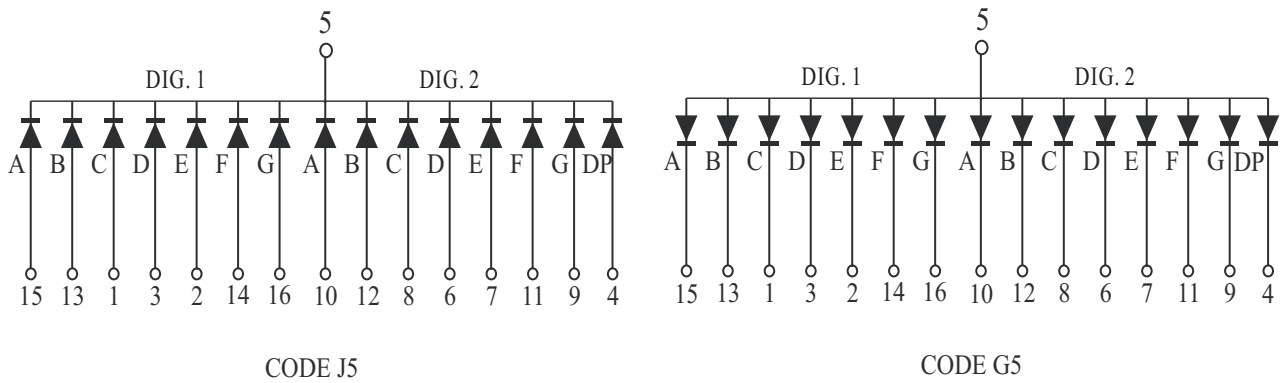 5
DIG. 1 DIG. 2
A B C D E F G A B C D E F G DP
15 13 1 3 2 14 16 10 12 8 6 7 11 9 4
CODE J5
5
DIG. 1 DIG. 2
A B C D E F G A B C D E F G DP
15 13 1 3 2 14 16 10 12 8 6 7 11 9 4
CODE G5